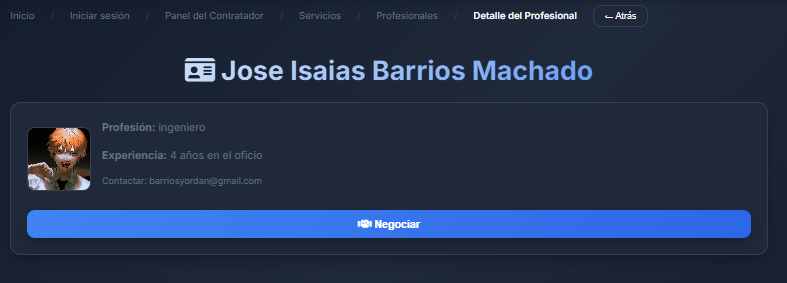 Inicio / Iniciar sesión / Panel del Contratador / Servicios / Profesionales / Detalle del Profesional ← Atrás
Jose Isaias Barrios Machado
Profesión: ingeniero
Experiencia: 4 años en el oficio
Contactar: barriosyordan@gmail.com
Negociar